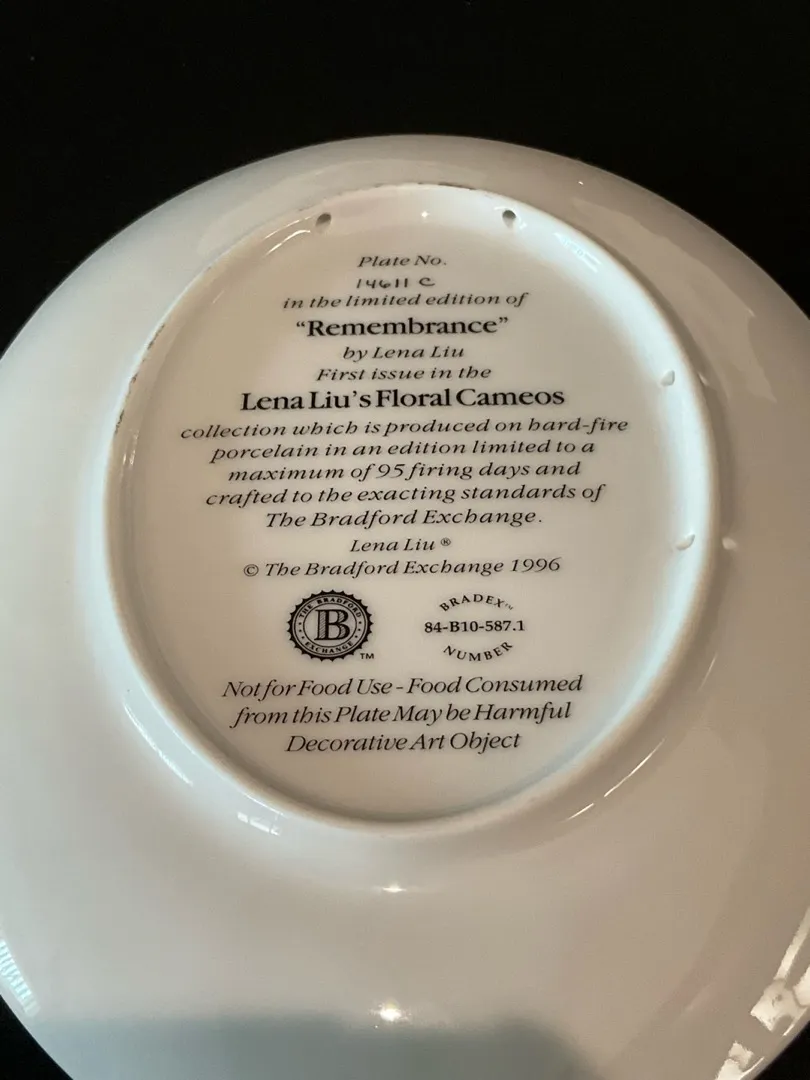 Plate No.
14611 C
in the limited edition of
“Remembrance”
by Lena Liu
First issue in the
Lena Liu's Floral Cameos
collection which is produced on hard-fire
porcelain in an edition limited to a
maximum of 95 firing days and
crafted to the exacting standards of
The Bradford Exchange.
Lena Liu ®
© The Bradford Exchange 1996
THE BRADFORD
B
EXCHANGE
TM
BRADEX™
84-B10-587.1
NUMBER
Not for Food Use - Food Consumed
from this Plate May be Harmful
Decorative Art Object